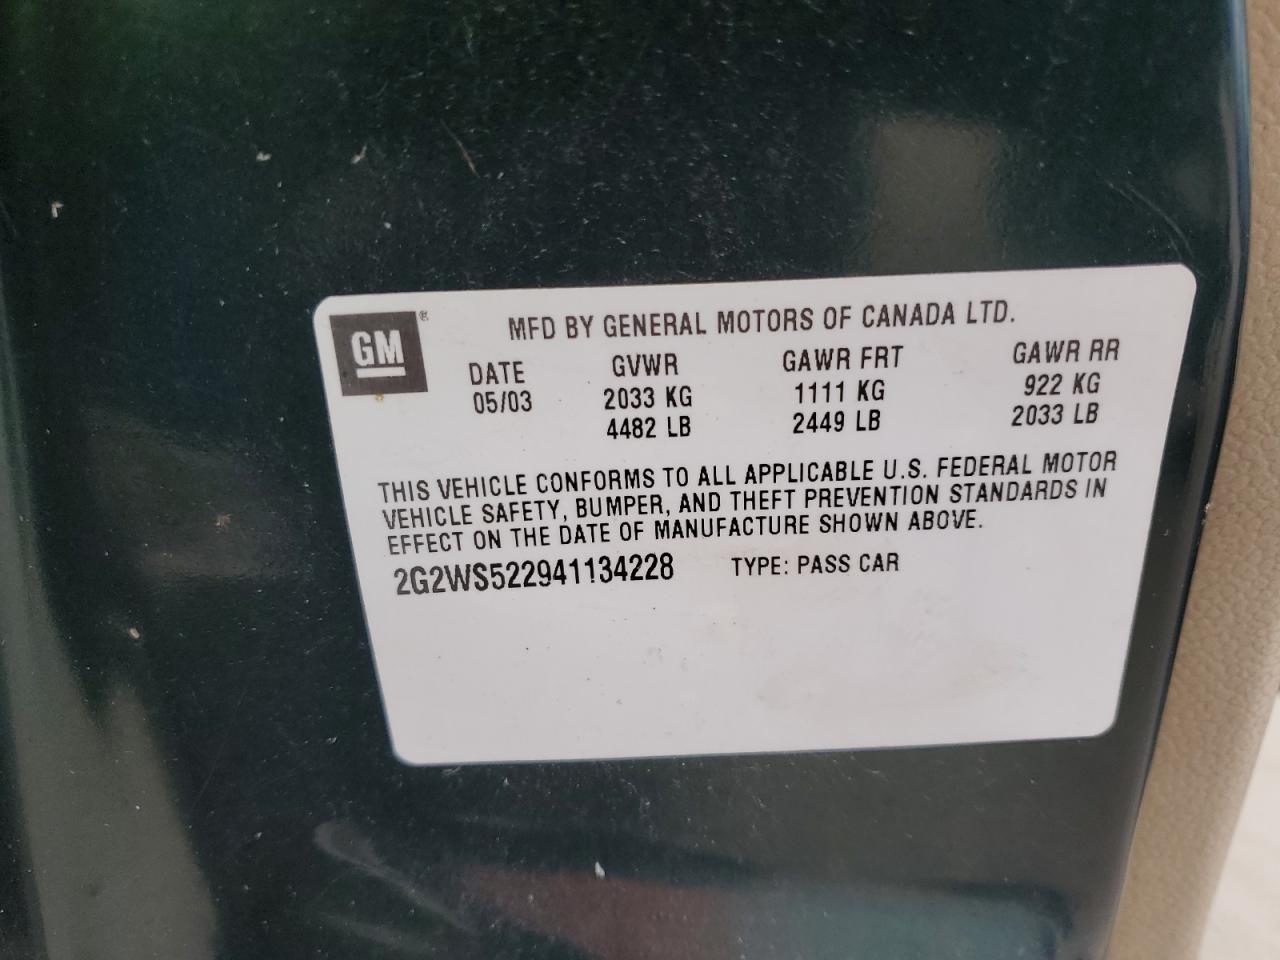 GM®
MFD BY GENERAL MOTORS OF CANADA LTD.
DATE GVWR GAWR FRT GAWR RR
05/03 2033 KG 1111 KG 922 KG
4482 LB 2449 LB 2033 LB
THIS VEHICLE CONFORMS TO ALL APPLICABLE U.S. FEDERAL MOTOR
VEHICLE SAFETY, BUMPER, AND THEFT PREVENTION STANDARDS IN
EFFECT ON THE DATE OF MANUFACTURE SHOWN ABOVE.
2G2WS522941134228 TYPE: PASS CAR